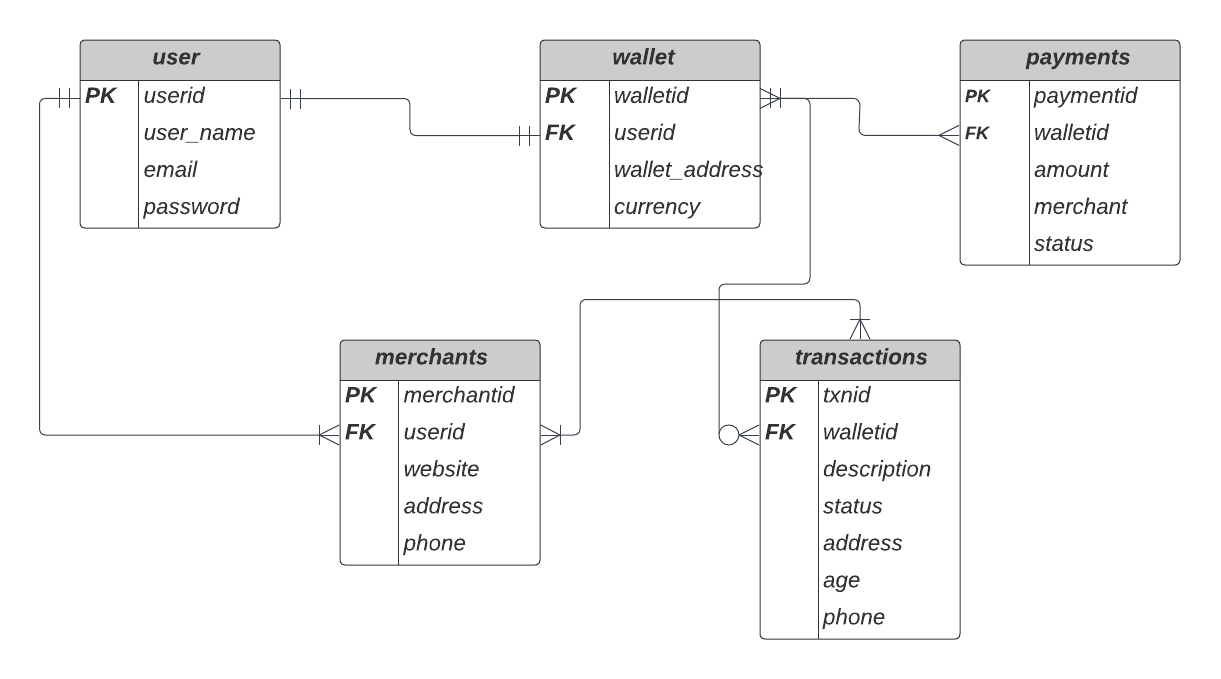 user
PK userid
user_name
email
password
wallet
PK walletid
FK userid
wallet_address
currency
payments
PK paymentid
FK walletid
amount
merchant
status
merchants
PK merchantid
FK userid
website
address
phone
transactions
PK txnid
FK walletid
description
status
address
age
phone